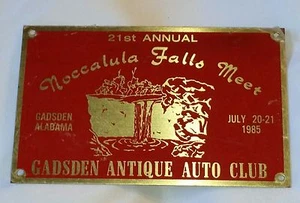 21st ANNUAL
Noccalula Falls Meet
GADSDEN
ALABAMA
JULY 20-21
1985
GADSDEN ANTIQUE AUTO CLUB